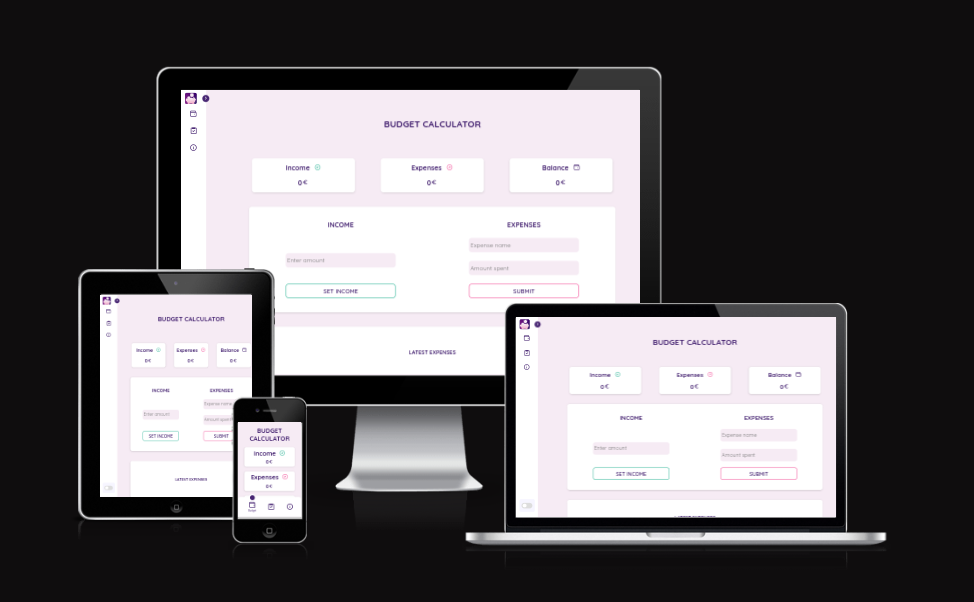 BUDGET CALCULATOR
Income
Expenses
Balance
0 €
0 €
0 €
INCOME
EXPENSES
Expense name
Enter amount
Amount spent
SET INCOME
SUBMIT
LATEST EXPENSES
BUDGET CALCULATOR
Income
Expenses
Balance
0 €
0 €
0 €
INCOME
EXPENSES
Expense name
Enter amount
Amount spent
SET INCOME
SUBMIT
LATEST EXPENSES
BUDGET
CALCULATOR
Income
0 €
Expenses
0 €
BUDGET CALCULATOR
Income
Expenses
Balance
0 €
0 €
0 €
INCOME
EXPENSES
Expense name
Enter amount
Amount spent
SET INCOME
SUBMIT
LATEST EXPENSES